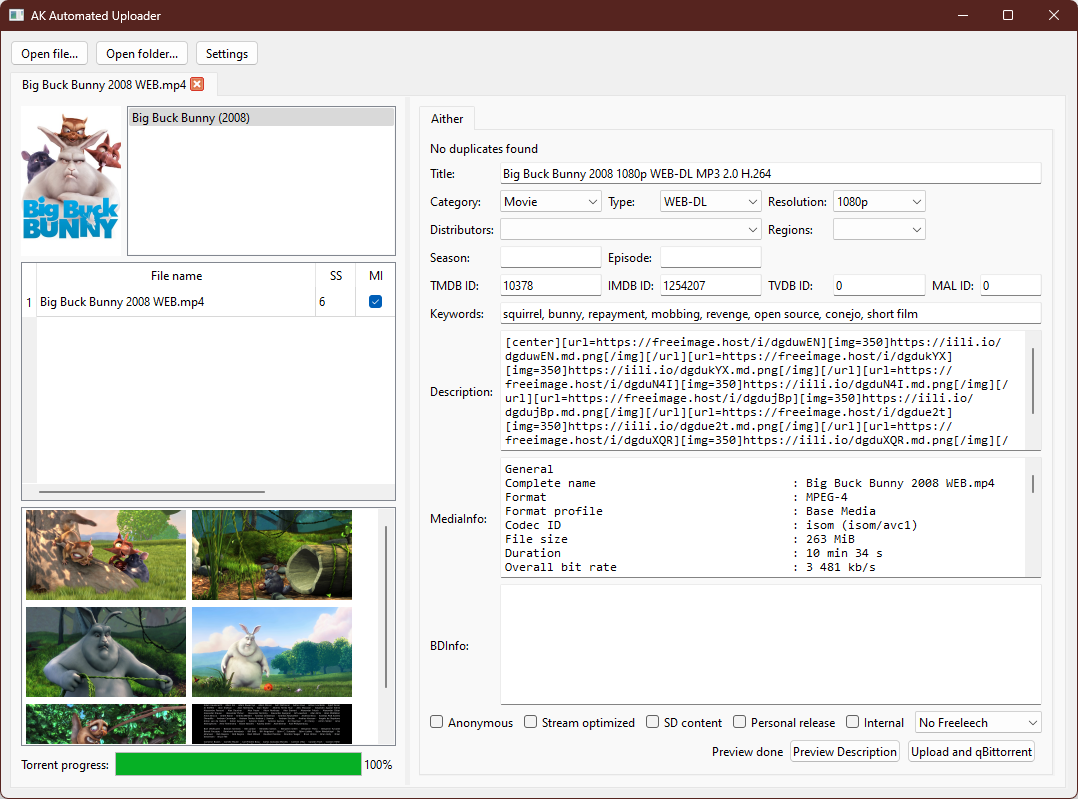 AK Automated Uploader
Open file... Open folder... Settings
Big Buck Bunny 2008 WEB.mp4
Big Buck BUNNY
Big Buck Bunny (2008)
File name SS MI
1 Big Buck Bunny 2008 WEB.mp4 6
Torrent progress: 100%
Aither
No duplicates found
Title: Big Buck Bunny 2008 1080p WEB-DL MP3 2.0 H.264
Category: Movie Type: WEB-DL Resolution: 1080p
Distributors: Regions:
Season: Episode:
TMDB ID: 10378 IMDB ID: 1254207 TVDB ID: 0 MAL ID: 0
Keywords: squirrel, bunny, repayment, mobbing, revenge, open source, conejo, short film
Description:
[center][url=https://freeimage.host/i/dgduwEN][img=350]https://iili.io/
dgduwEN.md.png[/img][/url][url=https://freeimage.host/i/dgdukYX]
[img=350]https://iili.io/dgdukYX.md.png[/img][/url][url=https://
freeimage.host/i/dgduN4I][img=350]https://iili.io/dgduN4I.md.png[/img][/
url][url=https://freeimage.host/i/dgdujBp][img=350]https://iili.io/
dgdujBp.md.png[/img][/url][url=https://freeimage.host/i/dgdue2t]
[img=350]https://iili.io/dgdue2t.md.png[/img][/url][url=https://
freeimage.host/i/dgduXQR][img=350]https://iili.io/dgduXQR.md.png[/img][/
MediaInfo:
General
Complete name : Big Buck Bunny 2008 WEB.mp4
Format : MPEG-4
Format profile : Base Media
Codec ID : isom (isom/avc1)
File size : 263 MiB
Duration : 10 min 34 s
Overall bit rate : 3 481 kb/s
BDInfo:
Anonymous Stream optimized SD content Personal release Internal No Freeleech
Preview done Preview Description Upload and qBittorrent